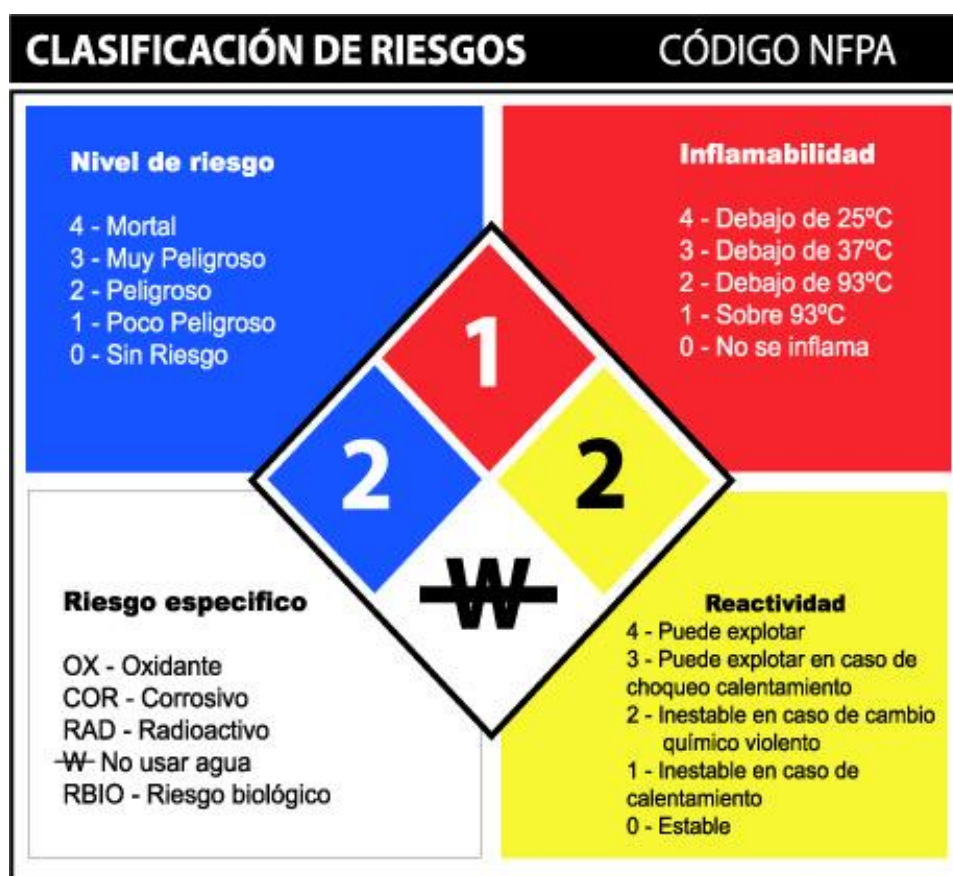 CLASIFICACIÓN DE RIESGOS CÓDIGO NFPA
Nivel de riesgo
4 - Mortal
3 - Muy Peligroso
2 - Peligroso
1 - Poco Peligroso
0 - Sin Riesgo
Inflamabilidad
4 - Debajo de 25ºC
3 - Debajo de 37ºC
2 - Debajo de 93ºC
1 - Sobre 93ºC
0 - No se inflama
1
2
2
W
Riesgo especifico
OX - Oxidante
COR - Corrosivo
RAD - Radioactivo
W No usar agua
RBIO - Riesgo biológico
Reactividad
4 - Puede explotar
3 - Puede explotar en caso de
choqueo calentamiento
2 - Inestable en caso de cambio
químico violento
1 - Inestable en caso de
calentamiento
0 - Estable